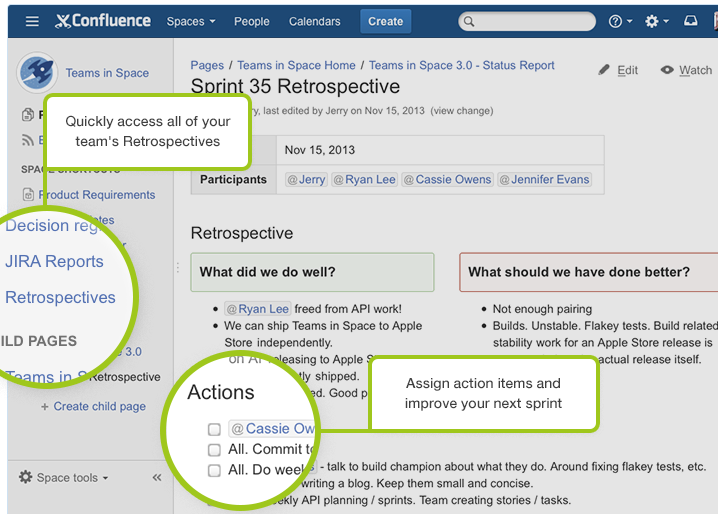 Confluence Spaces People Calendars Create
Teams in Space
Pages / Teams in Space Home / Teams in Space 3.0 - Status Report
Sprint 35 Retrospective
Edit Watch
last edited by Jerry on Nov 15, 2013 (view change)
Quickly access all of your
team's Retrospectives
Nov 15, 2013
Participants @Jerry @Ryan Lee @Cassie Owens @Jennifer Evans
SPACE SHORTCUTS
Product Requirements
Decision reg
JIRA Reports
Retrospectives
ILD PAGES
3.0
Teams in S
Retrospective
+ Create child page
Space tools
Retrospective
What did we do well?
• @Ryan Lee freed from API work!
• We can ship Teams in Space to Apple
Store independently.
on
releasing to Apple
shipped.
Good
What should we have done better?
• Not enough pairing
• Builds. Unstable. Flakey tests. Build related
stability work for an Apple Store release is
actual release itself.
Assign action items and
improve your next sprint
Actions
@Cassie Ow
All. Commit to
All. Do week
- talk to build champion about what they do. Around fixing flakey tests, etc.
writing a blog. Keep them small and concise.
API planning / sprints. Team creating stories / tasks.